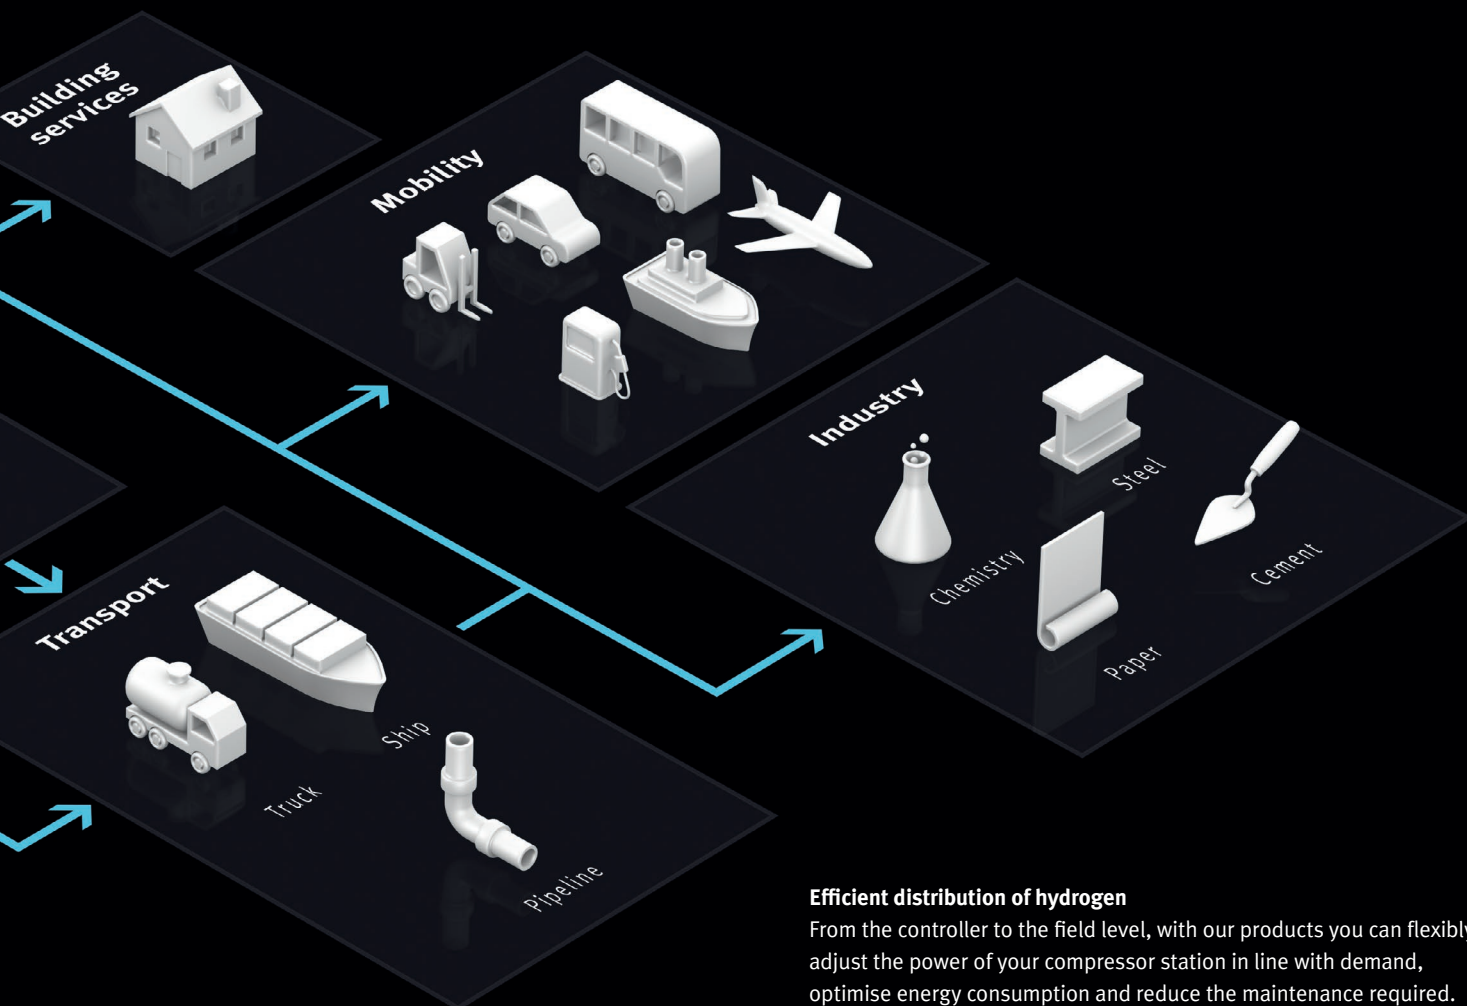 Building
services
Mobility
Industry
Steel
Chemistry
Cement
Paper
Transport
Ship
Truck
Pipeline
Efficient distribution of hydrogen
From the controller to the field level, with our products you can flexibly
adjust the power of your compressor station in line with demand,
optimise energy consumption and reduce the maintenance required.